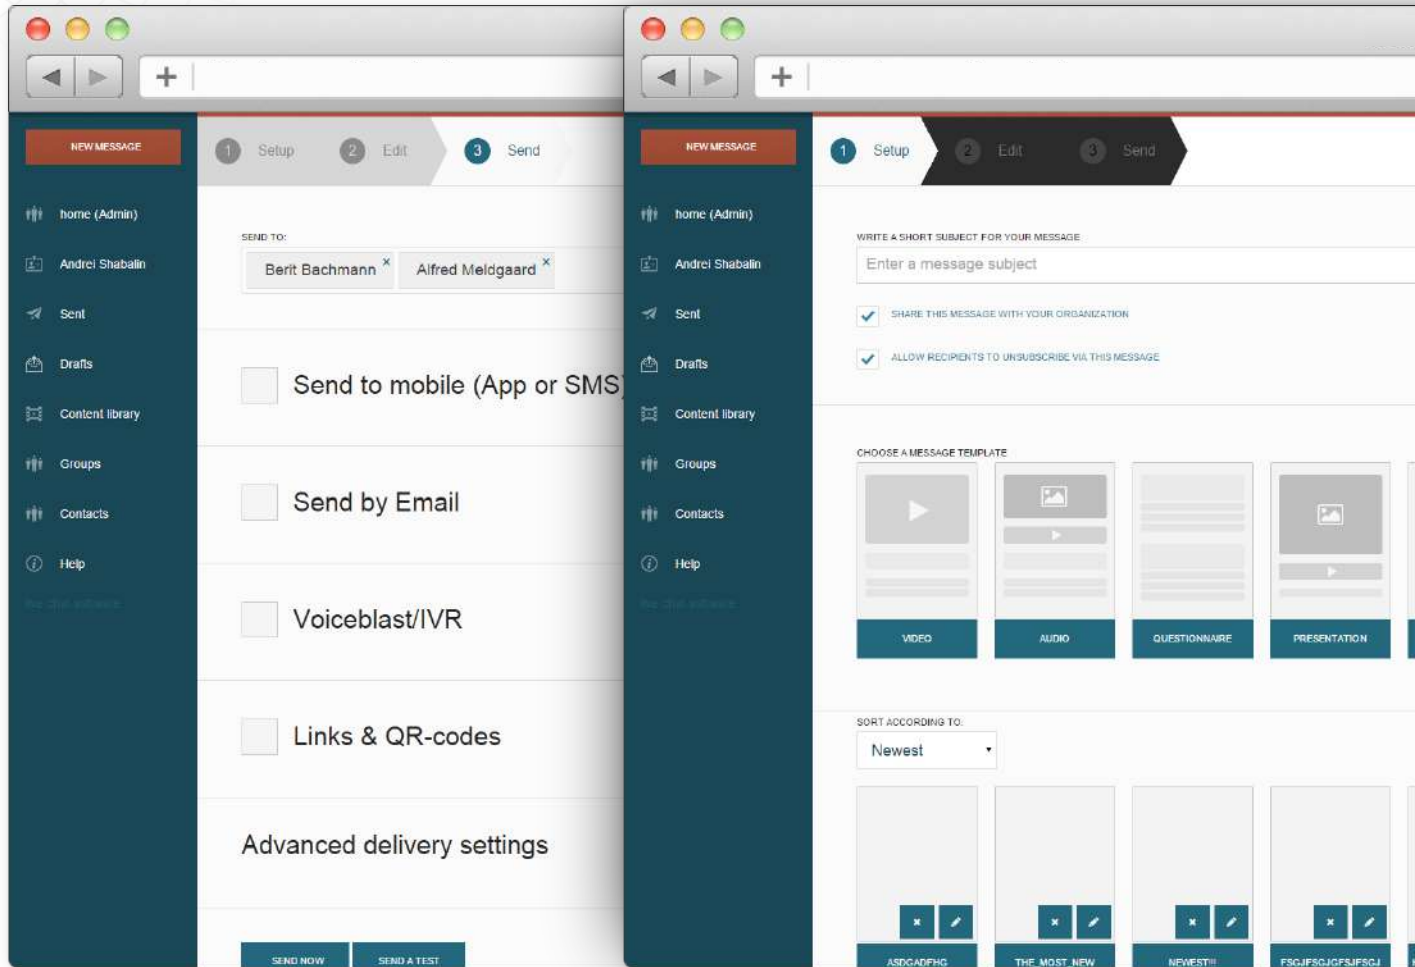 NEW MESSAGE
1 Setup 2 Edit 3 Send
home (Admin)
Andrei Shabalin
Sent
Drafts
Content library
Groups
Contacts
Help
SEND TO:
Berit Bachmann × Alfred Meldgaard ×
Send to mobile (App or SMS)
Send by Email
Voiceblast/IVR
Links & QR-codes
Advanced delivery settings
SEND NOW SEND A TEST
NEW MESSAGE
1 Setup 2 Edit 3 Send
home (Admin)
Andrei Shabalin
Sent
Drafts
Content library
Groups
Contacts
Help
WRITE A SHORT SUBJECT FOR YOUR MESSAGE
Enter a message subject
SHARE THIS MESSAGE WITH YOUR ORGANIZATION
ALLOW RECIPIENTS TO UNSUBSCRIBE VIA THIS MESSAGE
CHOOSE A MESSAGE TEMPLATE
VIDEO AUDIO QUESTIONNAIRE PRESENTATION
SORT ACCORDING TO:
Newest
ASDGADFHG THE_MOST_NEW NEWEST!!! FSGJFSGJGFSJFSGJ